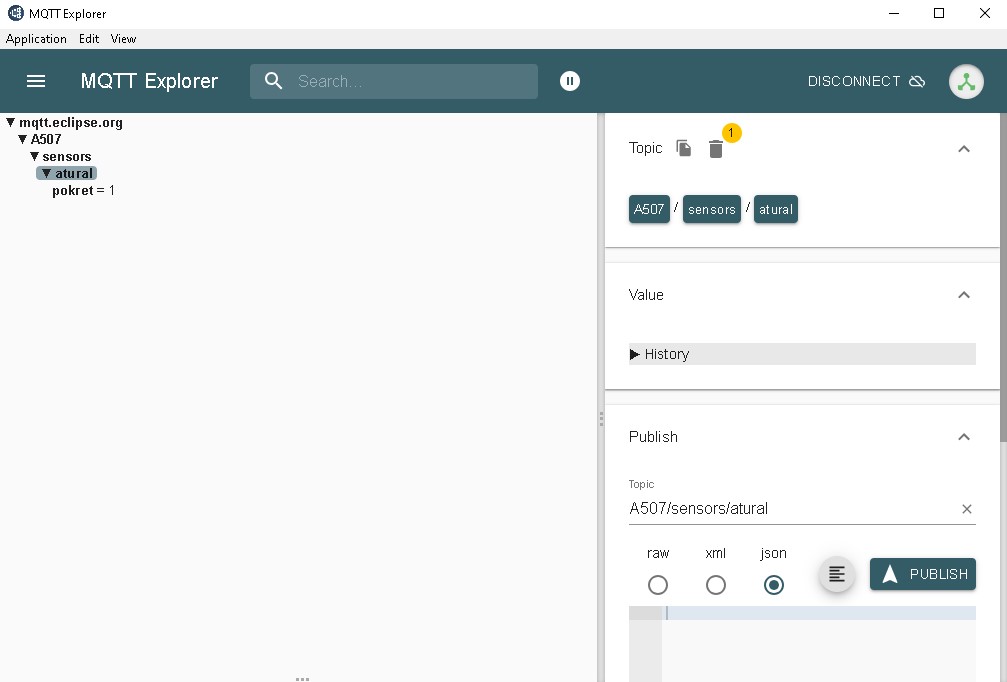 MQTT Explorer
Application Edit View
MQTT Explorer Search... DISCONNECT
mqtt.eclipse.org
A507
sensors
atural
pokret = 1
Topic 1
A507 / sensors / atural
Value
History
Publish
Topic
A507/sensors/atural
raw xml json
PUBLISH